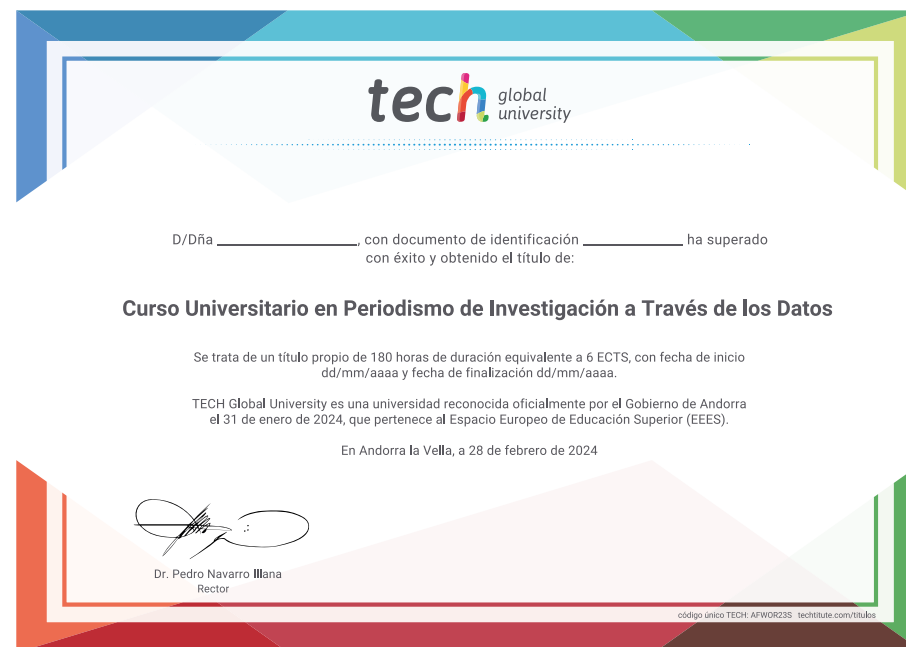 tech global university
D/Dña ____________________, con documento de identificación ______________ ha superado
con éxito y obtenido el título de:
Curso Universitario en Periodismo de Investigación a Través de los Datos
Se trata de un título propio de 180 horas de duración equivalente a 6 ECTS, con fecha de inicio
dd/mm/aaaa y fecha de finalización dd/mm/aaaa.
TECH Global University es una universidad reconocida oficialmente por el Gobierno de Andorra
el 31 de enero de 2024, que pertenece al Espacio Europeo de Educación Superior (EEES).
En Andorra la Vella, a 28 de febrero de 2024
Dr. Pedro Navarro Illana
Rector
código único TECH: AFWOR23S techtitute.com/titulos